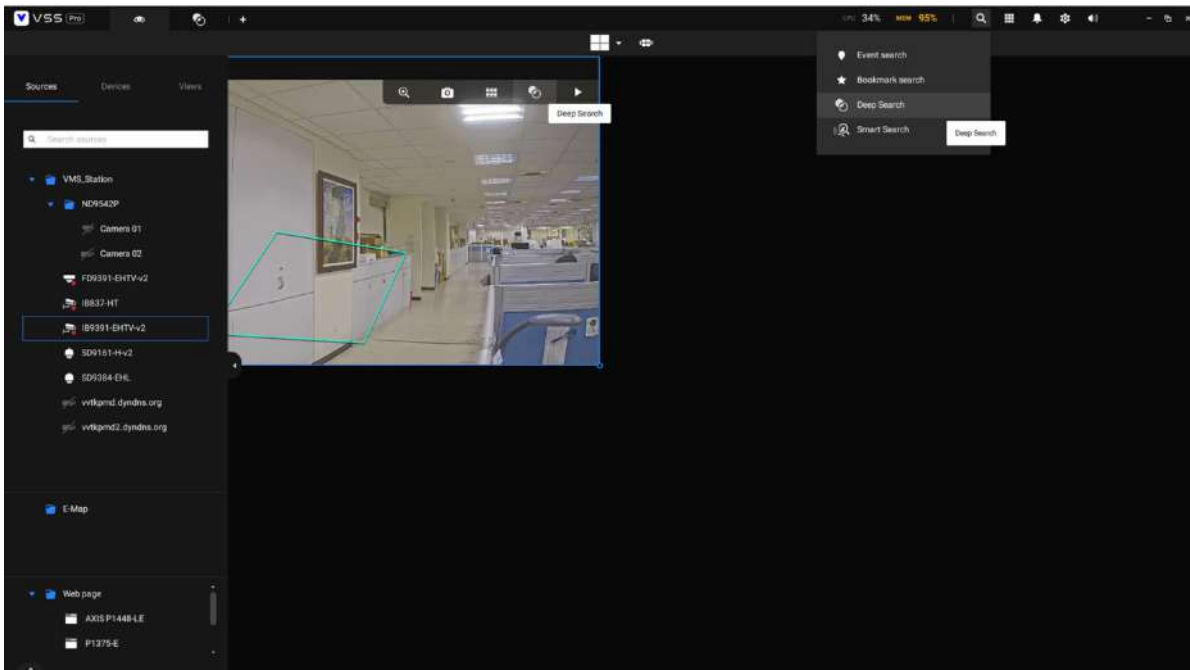 VSS Pro
CPU 34% MEM 95%
Event search
Bookmark search
Deep Search
Smart Search
Deep Search
Deep Search
Sources Devices Views
Search sources
VMS_Station
ND9542P
Camera 01
Camera 02
FD9391-EHTV-v2
IB837-HT
IB9391-EHTV-v2
SD9161-H-v2
SD9384-EHL
vvtkpmd.dyndns.org
vvtkpmd2.dyndns.org
E-Map
Web page
AXIS P1448-LE
P1375-E